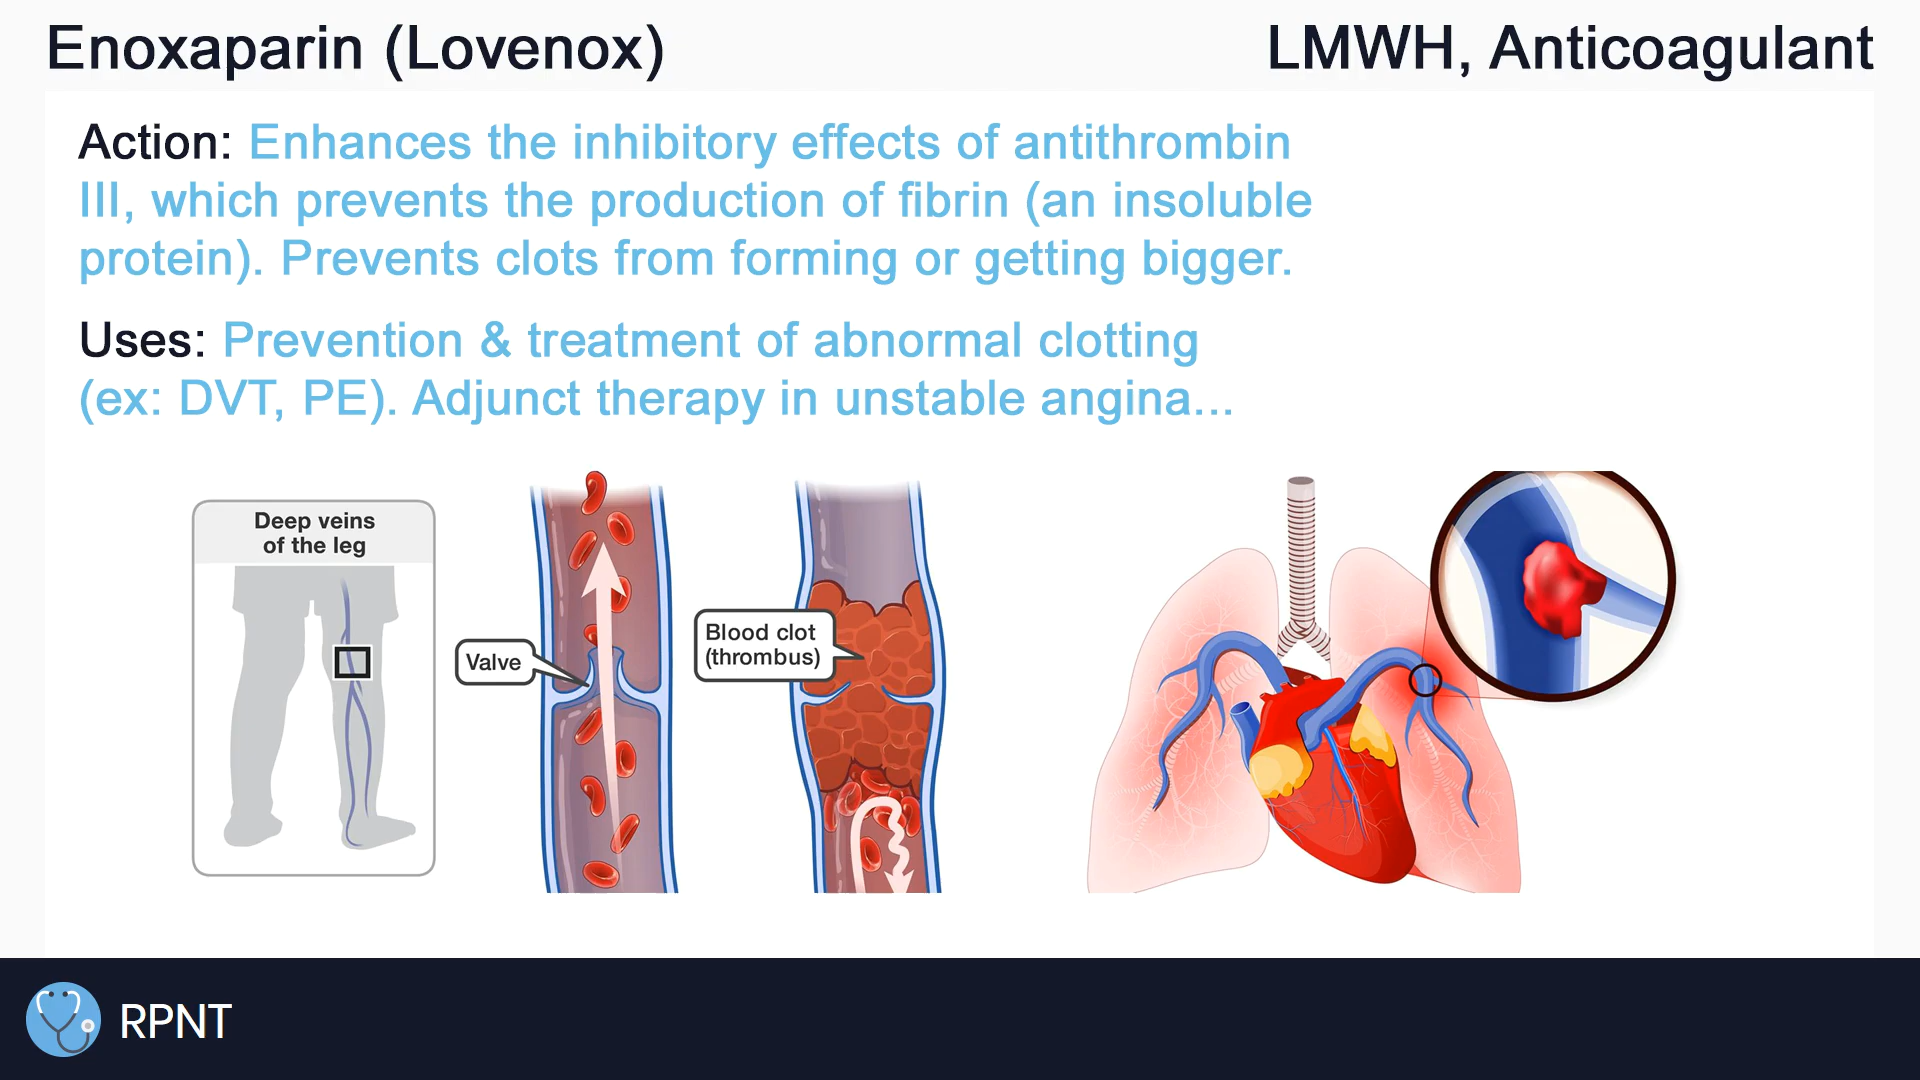 Enoxaparin (Lovenox)
LMWH, Anticoagulant
Action: Enhances the inhibitory effects of antithrombin
III, which prevents the production of fibrin (an insoluble
protein). Prevents clots from forming or getting bigger.
Uses: Prevention & treatment of abnormal clotting
(ex: DVT, PE). Adjunct therapy in unstable angina...
Deep veins
of the leg
Valve
Blood clot
(thrombus)
RPNT